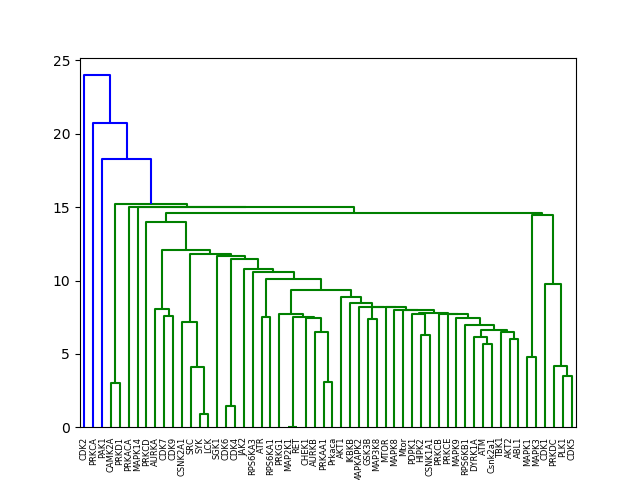 25
20
15
10
5
0
CDK2
PRKCA
PAK1
CAMK2A
PRKD1
PRKACA
MAPK14
PRKCD
AURKA
CDK7
CDK9
CSNK2A1
SRC
SYK
LCK
SGK1
CDK6
CDK4
JAK2
RPS6KA3
ATR
RPS6KA1
PRKG1
MAP2K1
RET
CHEK1
AURKB
PRKAA1
Prkaca
AKT1
IKBKB
MAPKAPK2
GSK3B
MAP3K8
MTOR
MAPK8
Mtor
PDPK1
HIPK2
CSNK1A1
PRKCB
PRKCE
MAPK9
RPS6KB1
DYRK1A
ATM
Csnk2a1
TBK1
AKT2
ABL1
MAPK1
MAPK3
CDK1
PRKDC
PLK1
CDK5